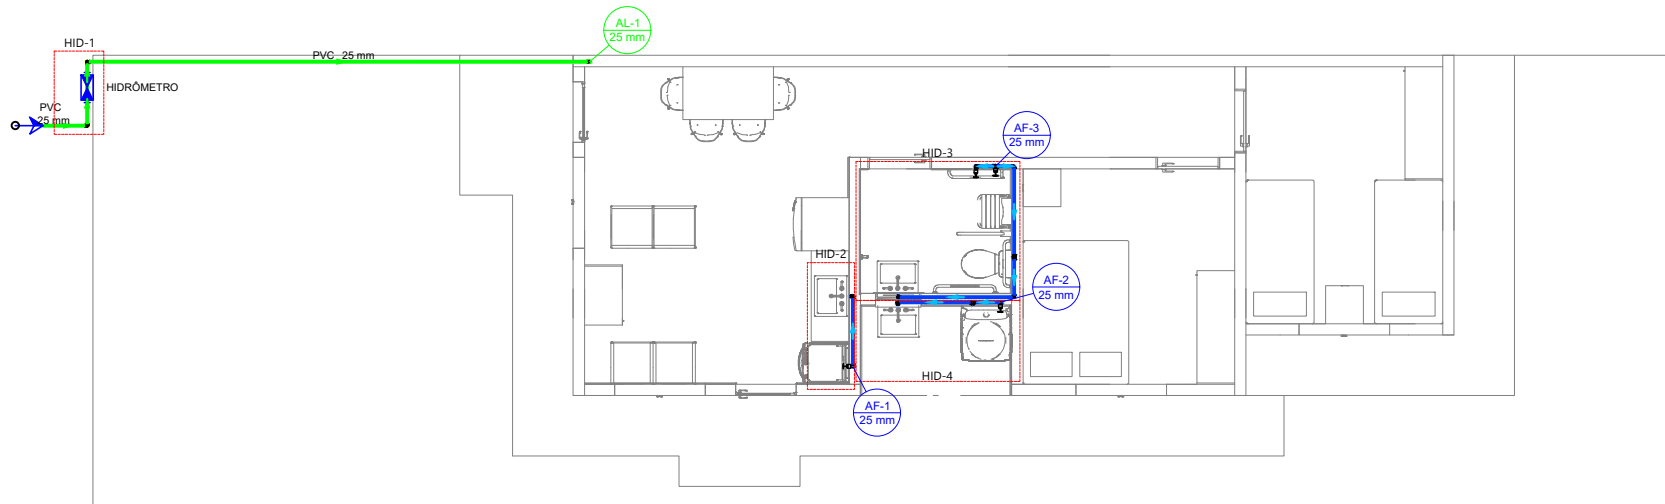 AL-1
25 mm
HID-1
PVC 25 mm
HIDRÔMETRO
PVC
25 mm
AF-3
25 mm
HID-3
HID-2
AF-2
25 mm
HID-4
AF-1
25 mm